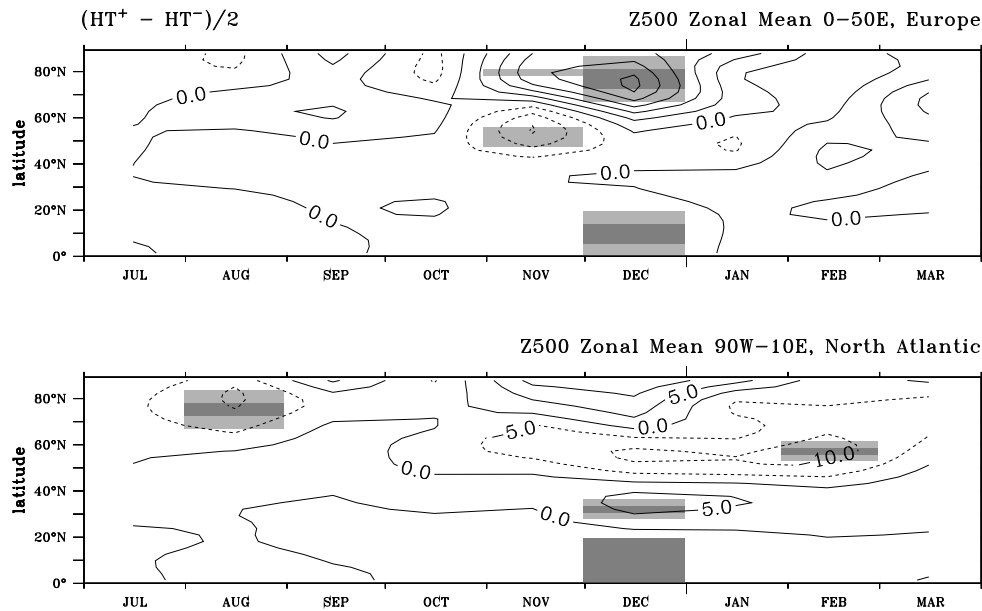 (HT⁺ − HT⁻)/2 Z500 Zonal Mean 0−50E, Europe
80°N
0.0
60°N
0.0
0.0
latitude
40°N
0.0
20°N
0.0
0.0
0°
JUL AUG SEP OCT NOV DEC JAN FEB MAR
Z500 Zonal Mean 90W−10E, North Atlantic
80°N
5.0
0.0
−5.0
60°N
−10.0
0.0
latitude
40°N
5.0
0.0
20°N
0°
JUL AUG SEP OCT NOV DEC JAN FEB MAR